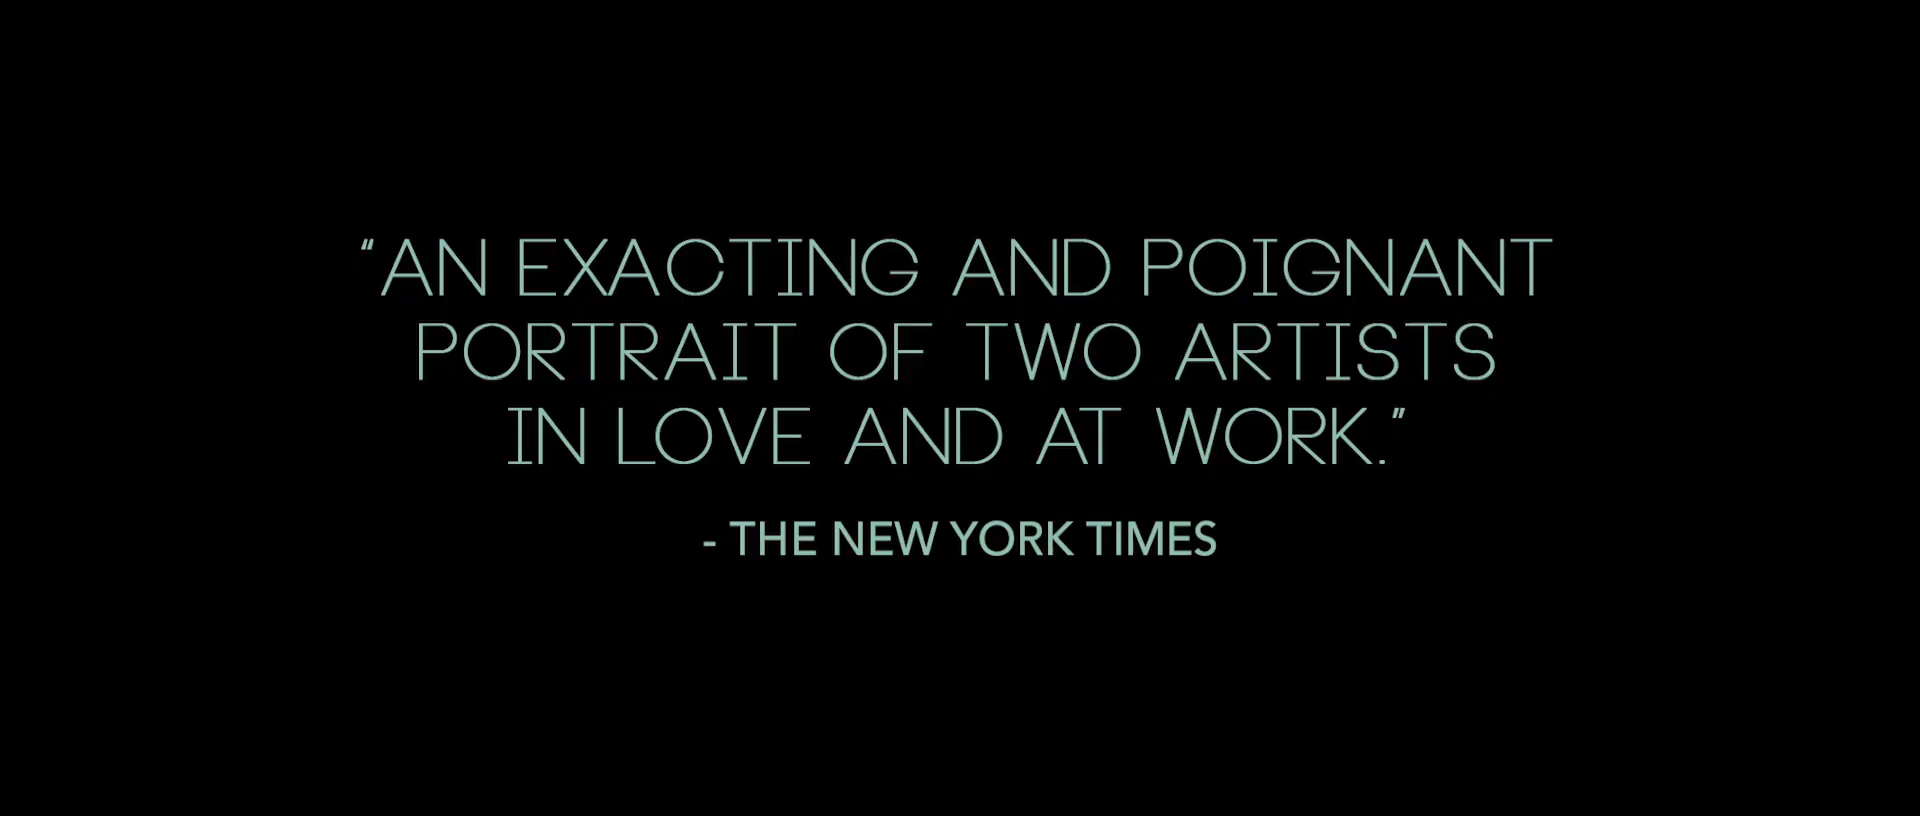 “AN EXACTING AND POIGNANT
PORTRAIT OF TWO ARTISTS
IN LOVE AND AT WORK.”
- THE NEW YORK TIMES